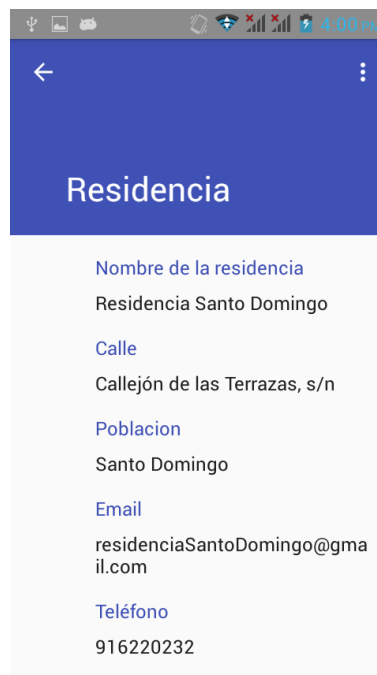 4:00 PM
Residencia
Nombre de la residencia
Residencia Santo Domingo
Calle
Callejón de las Terrazas, s/n
Poblacion
Santo Domingo
Email
residenciaSantoDomingo@gma
il.com
Teléfono
916220232